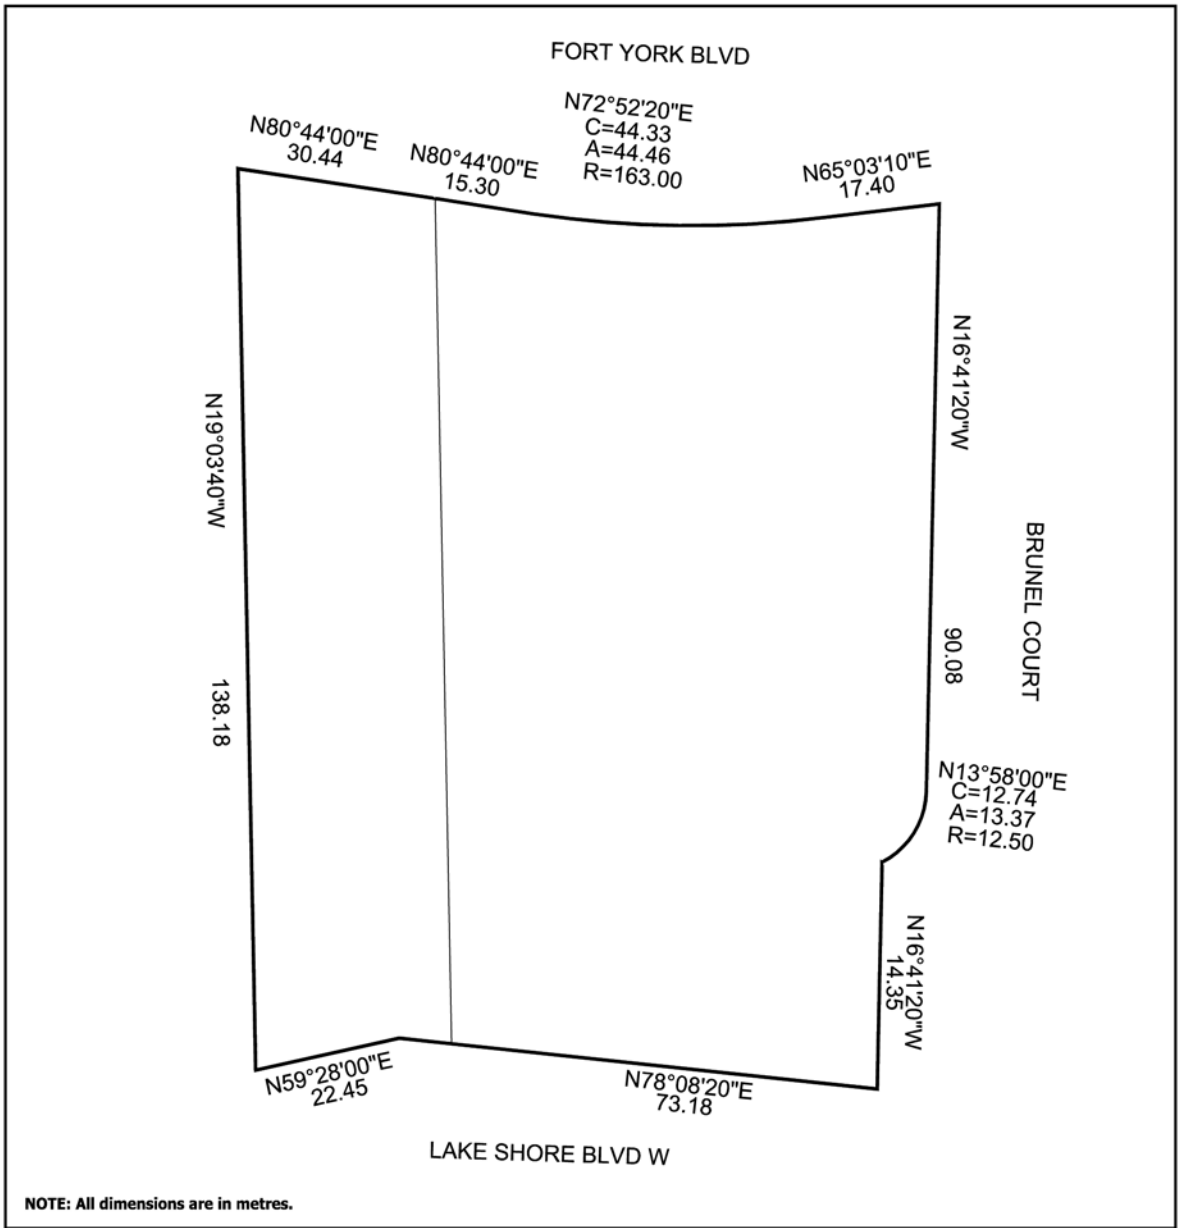 FORT YORK BLVD
N80°44'00"E
30.44
N80°44'00"E
15.30
N72°52'20"E
C=44.33
A=44.46
R=163.00
N65°03'10"E
17.40
N16°41'20"W
90.08
BRUNEL COURT
N19°03'40"W
138.18
N13°58'00"E
C=12.74
A=13.37
R=12.50
N16°41'20"W
14.35
N59°28'00"E
22.45
N78°08'20"E
73.18
LAKE SHORE BLVD W
NOTE: All dimensions are in metres.